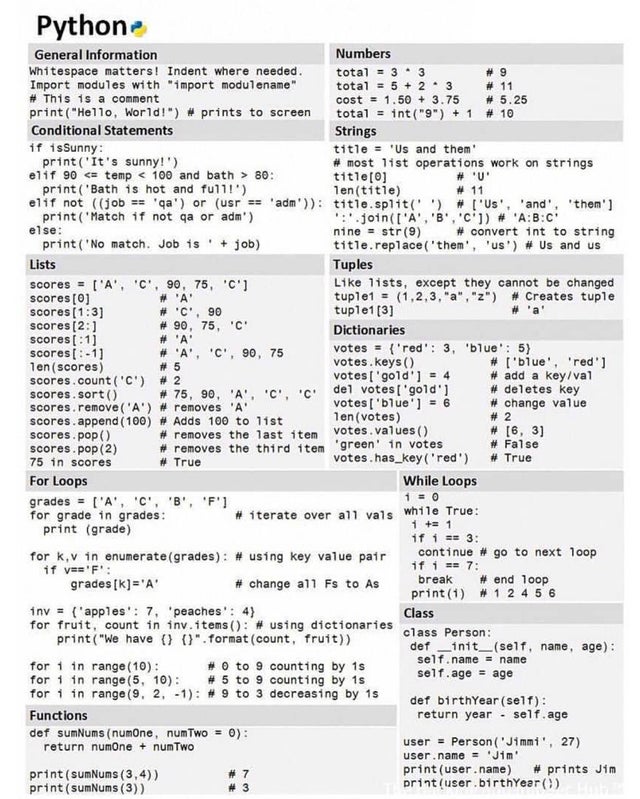 Python
General Information
Whitespace matters! Indent where needed.
Import modules with "import modulename"
# This is a comment
print("Hello, World!") # prints to screen
Conditional Statements
if isSunny:
print('It's sunny!')
elif 90 <= temp < 100 and bath > 80:
print('Bath is hot and full!')
elif not ((job == 'qa') or (usr == 'adm')):
print('Match if not qa or adm')
else:
print('No match. Job is ' + job)
Lists
scores = ['A', 'C', 90, 75, 'C']
scores[0] # 'A'
scores[1:3] # 'C', 90
scores[2:] # 90, 75, 'C'
scores[:1] # 'A'
scores[:-1] # 'A', 'C', 90, 75
len(scores) # 5
scores.count('C') # 2
scores.sort() # 75, 90, 'A', 'C', 'C'
scores.remove('A') # removes 'A'
scores.append(100) # Adds 100 to list
scores.pop() # removes the last item
scores.pop(2) # removes the third item
75 in scores # True
Numbers
total = 3 * 3 # 9
total = 5 + 2 * 3 # 11
cost = 1.50 + 3.75 # 5.25
total = int("9") + 1 # 10
Strings
title = 'Us and them'
# most list operations work on strings
title[0] # 'U'
len(title) # 11
title.split(' ') # ['Us', 'and', 'them']
':'.join(['A','B','C']) # 'A:B:C'
nine = str(9) # convert int to string
title.replace('them', 'us') # Us and us
Tuples
Like lists, except they cannot be changed
tuple1 = (1,2,3,"a","z") # Creates tuple
tuple1[3] # 'a'
Dictionaries
votes = {'red': 3, 'blue': 5}
votes.keys() # ['blue', 'red']
votes['gold'] = 4 # add a key/val
del votes['gold'] # deletes key
votes['blue'] = 6 # change value
len(votes) # 2
votes.values() # [6, 3]
'green' in votes # False
votes.has_key('red') # True
For Loops
grades = ['A', 'C', 'B', 'F']
for grade in grades: # iterate over all vals
print (grade)
for k,v in enumerate(grades): # using key value pair
if v=='F':
grades[k]='A' # change all Fs to As
inv = {'apples': 7, 'peaches': 4}
for fruit, count in inv.items(): # using dictionaries
print("We have {} {}".format(count, fruit))
for i in range(10): # 0 to 9 counting by 1s
for i in range(5, 10): # 5 to 9 counting by 1s
for i in range(9, 2, -1): # 9 to 3 decreasing by 1s
Functions
def sumNums(numOne, numTwo = 0):
return numOne + numTwo
print(sumNums(3,4)) # 7
print(sumNums(3)) # 3
While Loops
i = 0
while True:
i += 1
if i == 3:
continue # go to next loop
if i == 7:
break # end loop
print(i) # 1 2 4 5 6
Class
class Person:
def __init__(self, name, age):
self.name = name
self.age = age
def birthYear(self):
return year - self.age
user = Person('Jimmi', 27)
user.name = 'Jim'
print(user.name) # prints Jim
print(user.birthYear())